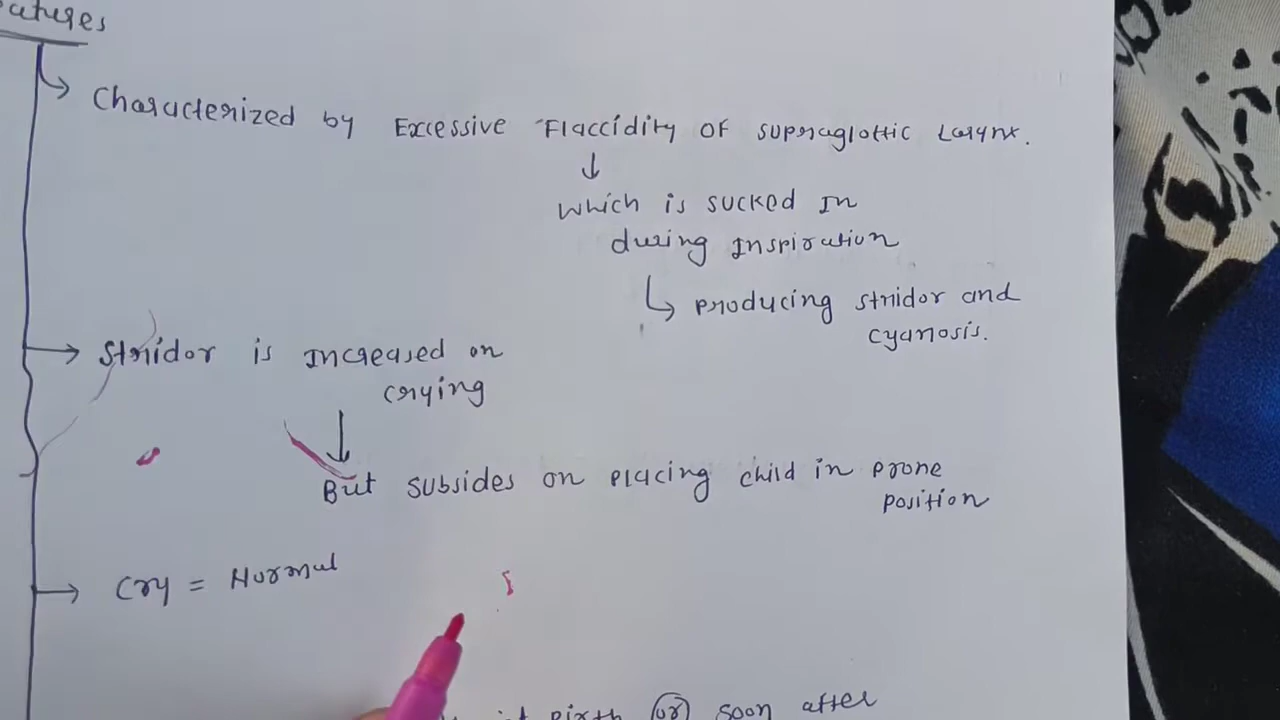 atures
Characterized by Excessive Flaccidity of supraglottic Larynx.
which is sucked In
during Inspiration
producing stridor and
cyanosis.
Stridor is increased on
crying
But subsides on placing child in prone
position
Cry = Normal
birth (or) soon after